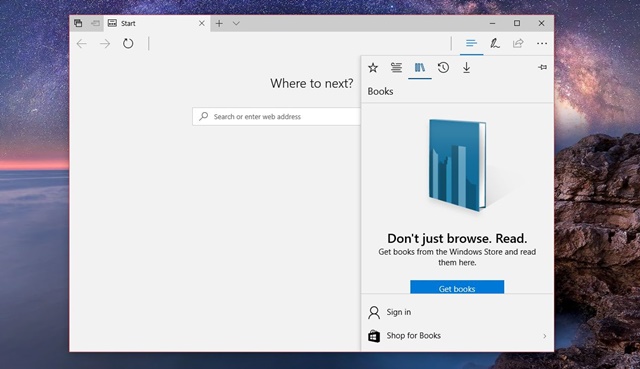 Start
Where to next?
Search or enter web address
Books
Don't just browse. Read.
Get books from the Windows Store and read
them here.
Get books
Sign in
Shop for Books